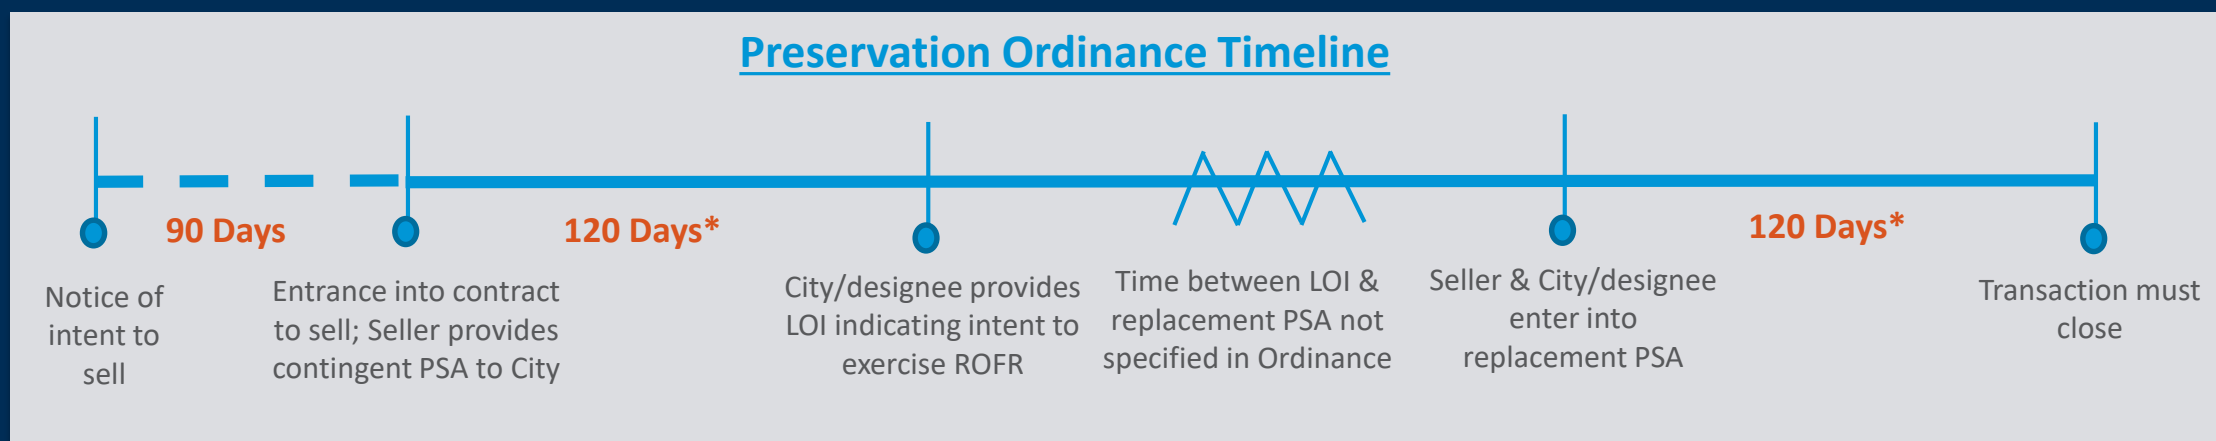 Preservation Ordinance Timeline
90 Days
120 Days*
120 Days*
Notice of
intent to
sell
Entrance into contract
to sell; Seller provides
contingent PSA to City
City/designee provides
LOI indicating intent to
exercise ROFR
Time between LOI &
replacement PSA not
specified in Ordinance
Seller & City/designee
enter into
replacement PSA
Transaction must
close